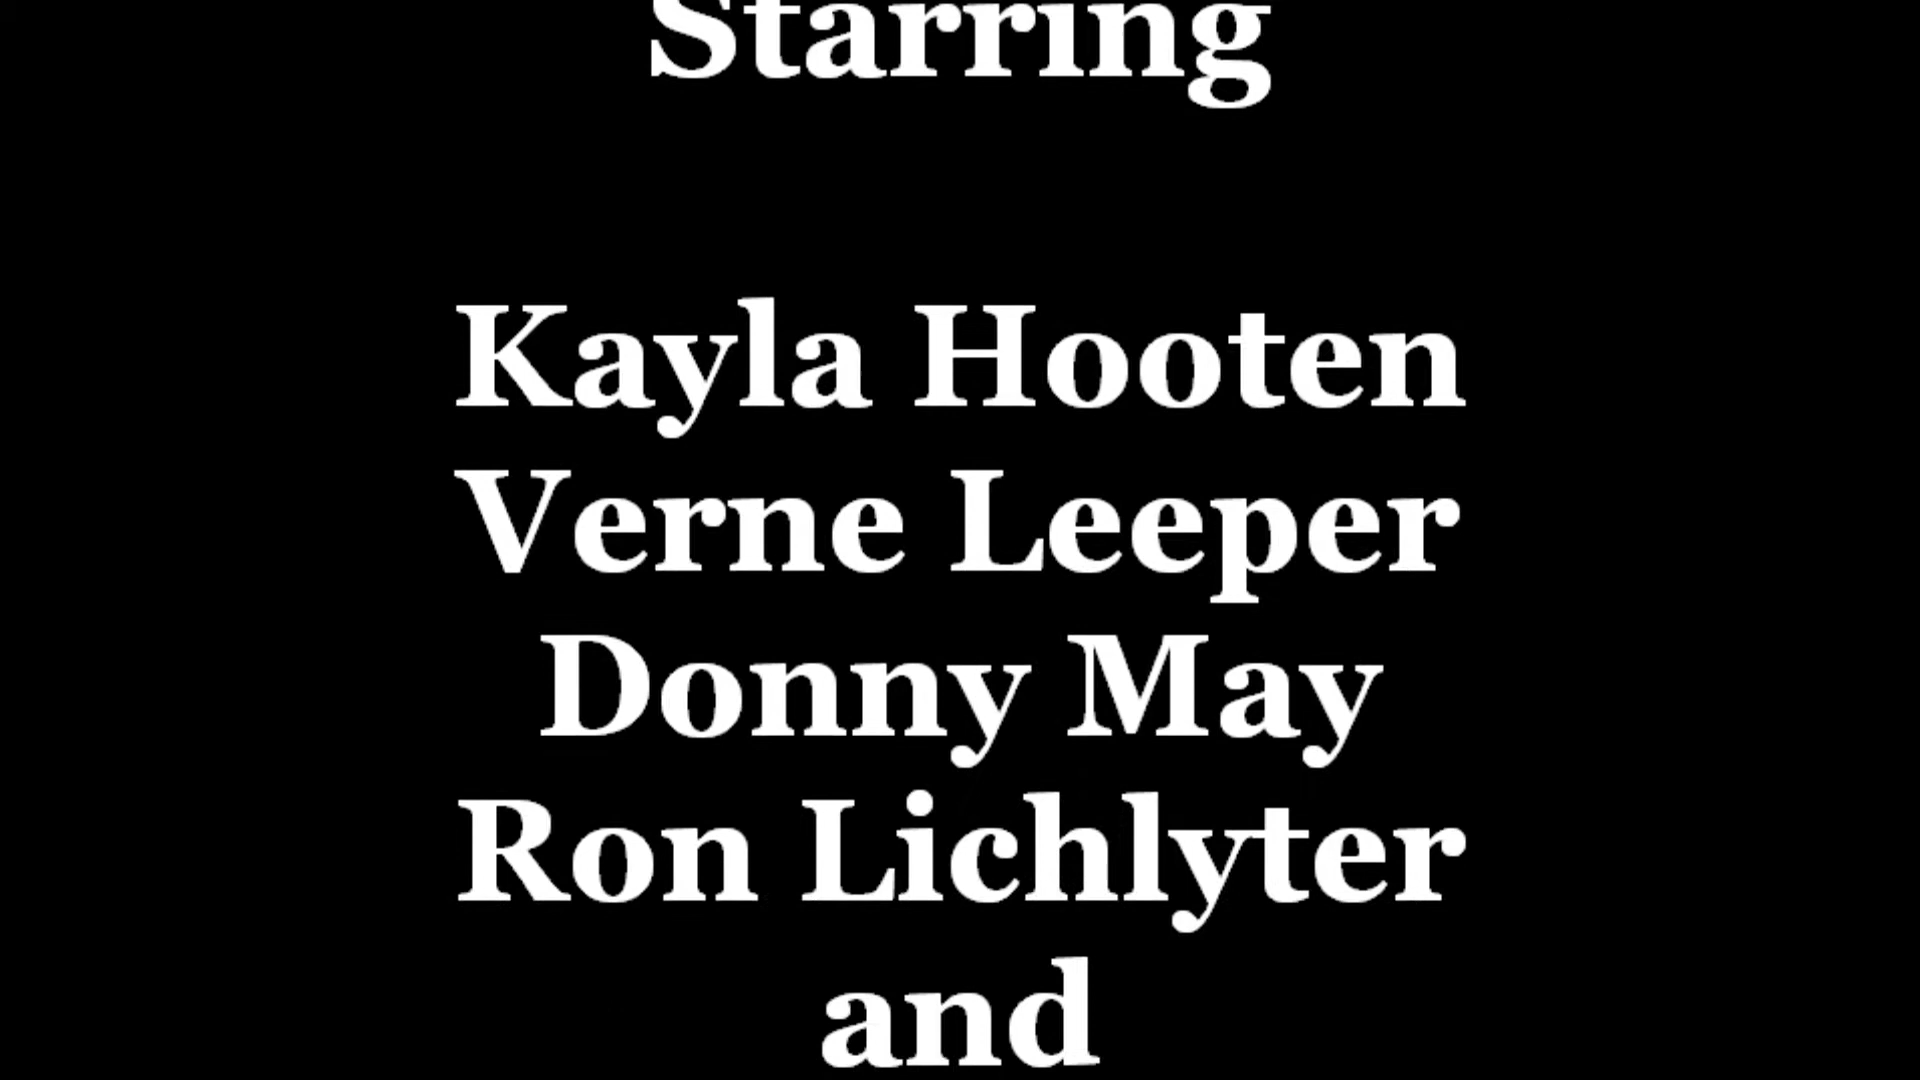 Starring
Kayla Hooten
Verne Leeper
Donny May
Ron Lichlyter
and